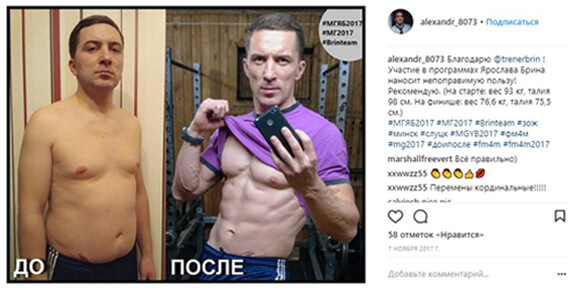 #МГЯБ2017
#МГ2017
#Brinteam
ДО
ПОСЛЕ
alexandr_8073 • Подписаться
alexandr_8073 Благодарю @trenerbrin !
Участие в программах Ярослава Брина
наносит непоправимую пользу!
Рекомендую. (На старте: вес 93 кг, талия
98 см. На финише: вес 76,6 кг, талия 75,5
см.)
#МГЯБ2017 #МГ2017 #Brinteam #зож
#минск #слуцк #MGYB2017 #фм4м
#mg2017 #доипосле #fm4m #fm4m2017
marshallfreevert Всё правильно)
xxwwzz55 👏👏👏👍💋
xxwwzz55 Перемены кординальные!!!!!
58 отметок «Нравится»
7 НОЯБРЯ 2017 Г.
Добавьте комментарий...